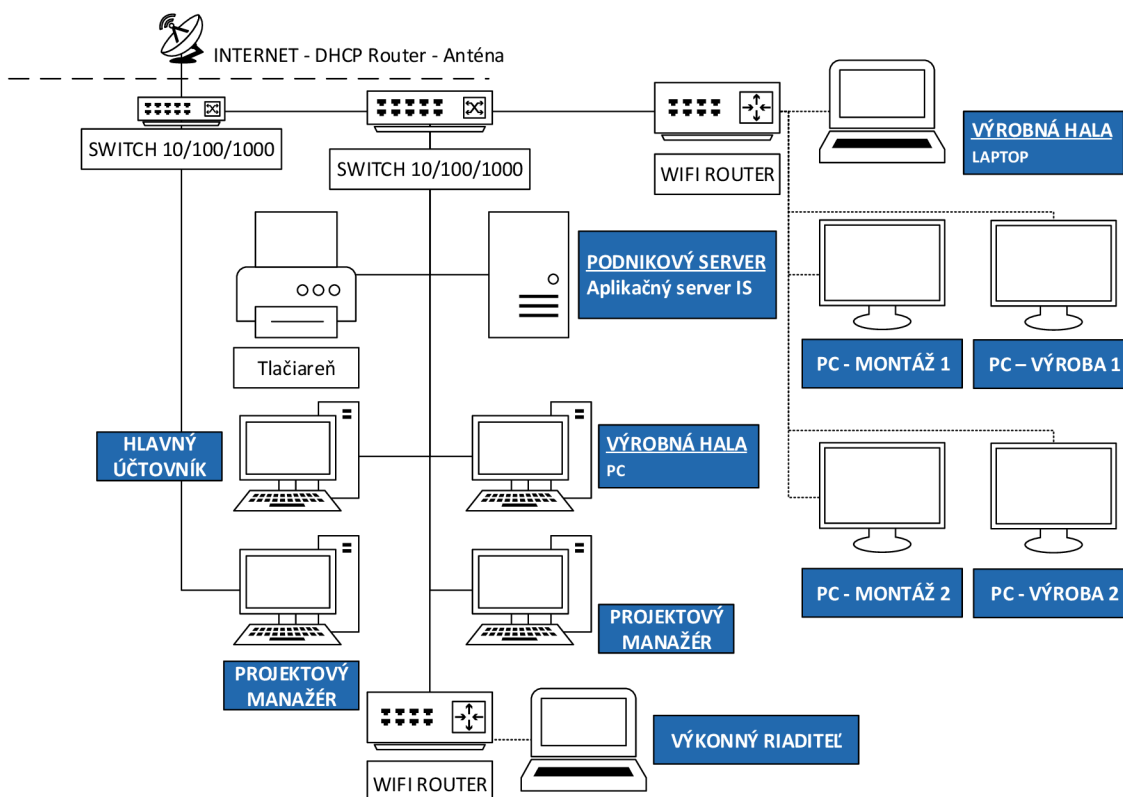 INTERNET - DHCP Router - Anténa
SWITCH 10/100/1000
SWITCH 10/100/1000
WIFI ROUTER
VÝROBNÁ HALA
LAPTOP
PODNIKOVÝ SERVER
Aplikačný server IS
Tlačiareň
PC - MONTÁŽ 1
PC – VÝROBA 1
HLAVNÝ
ÚČTOVNÍK
VÝROBNÁ HALA
PC
PC - MONTÁŽ 2
PC - VÝROBA 2
PROJEKTOVÝ
MANAŽÉR
PROJEKTOVÝ
MANAŽÉR
WIFI ROUTER
VÝKONNÝ RIADITEĽ